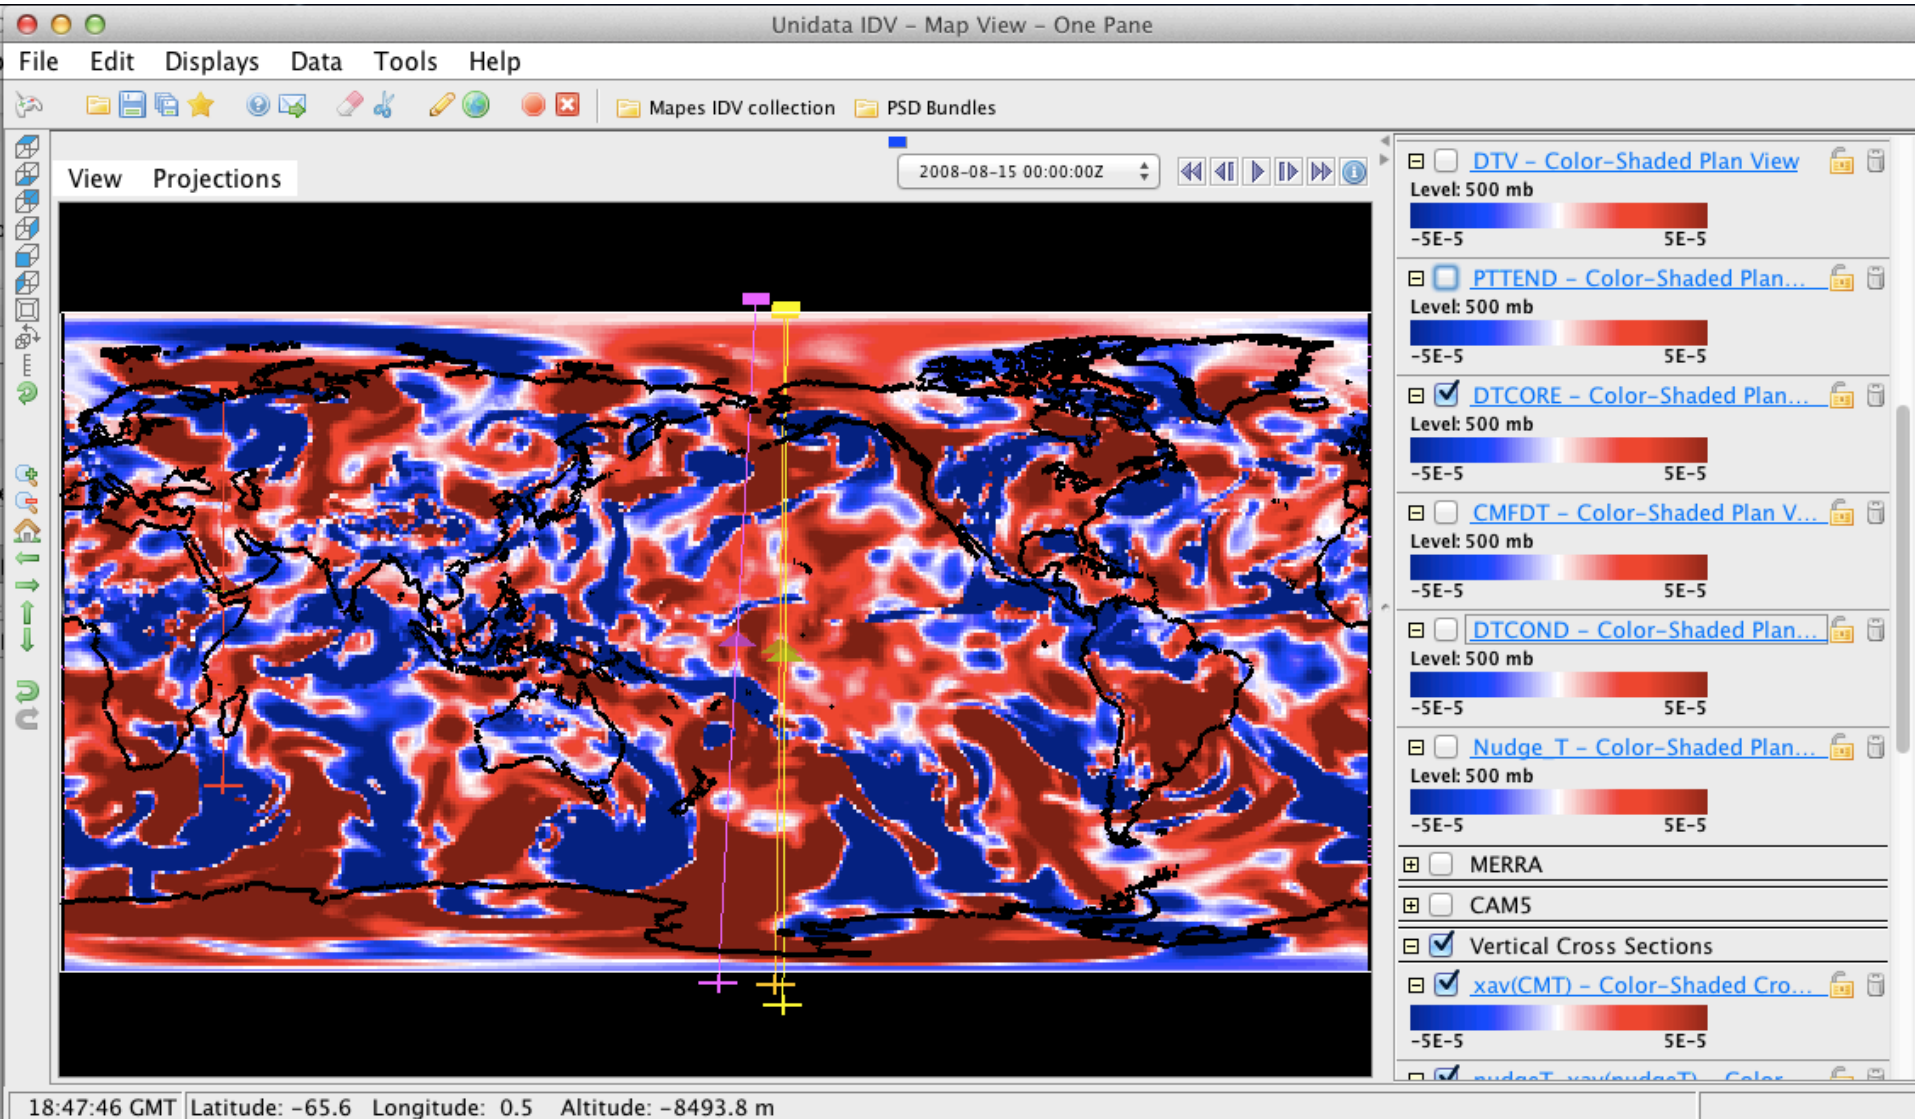 Unidata IDV – Map View – One Pane
File Edit Displays Data Tools Help
Mapes IDV collection PSD Bundles
View Projections
2008-08-15 00:00:00Z
DTV – Color-Shaded Plan View
Level: 500 mb
-5E-5 5E-5
PTTEND – Color-Shaded Plan...
Level: 500 mb
-5E-5 5E-5
DTCORE – Color-Shaded Plan...
Level: 500 mb
-5E-5 5E-5
CMFDT – Color-Shaded Plan V...
Level: 500 mb
-5E-5 5E-5
DTCOND – Color-Shaded Plan...
Level: 500 mb
-5E-5 5E-5
Nudge_T – Color-Shaded Plan...
Level: 500 mb
-5E-5 5E-5
MERRA
CAM5
Vertical Cross Sections
xav(CMT) – Color-Shaded Cro...
-5E-5 5E-5
18:47:46 GMT Latitude: -65.6 Longitude: 0.5 Altitude: -8493.8 m